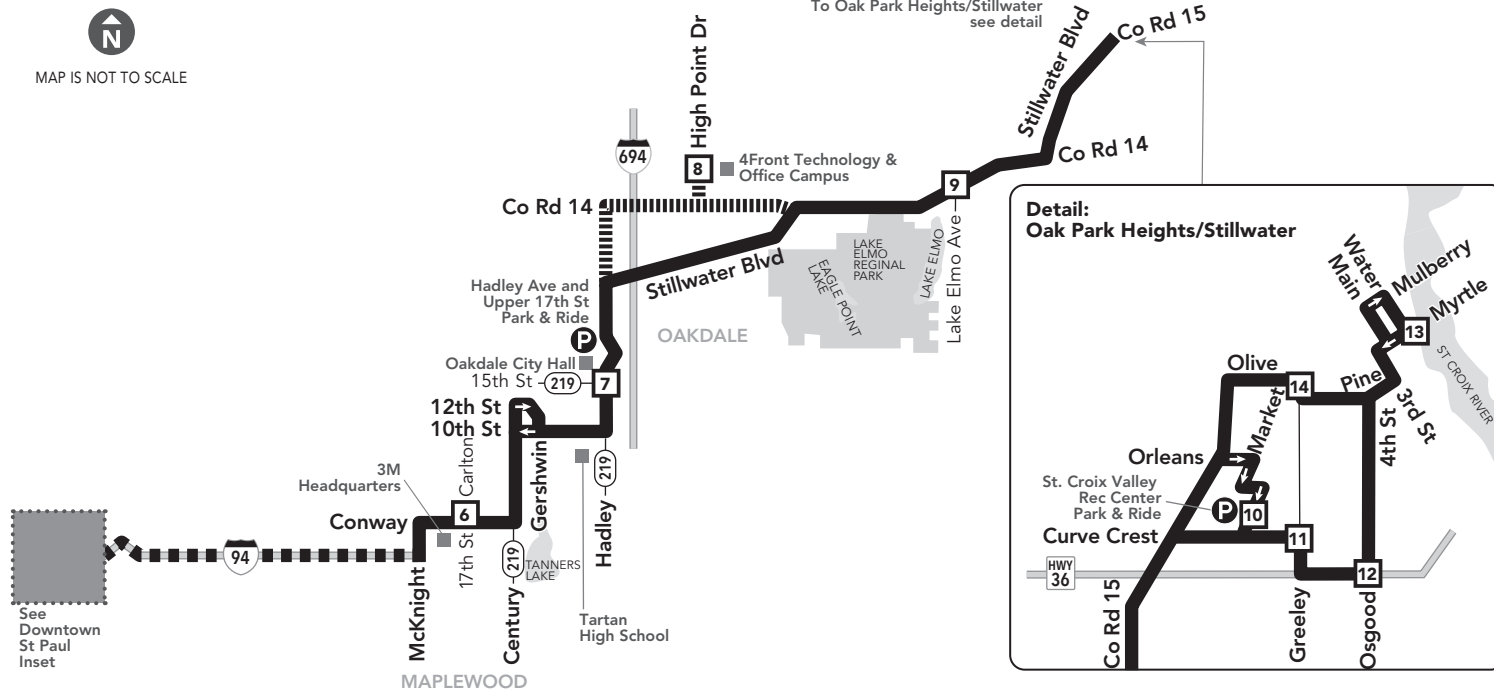 N
MAP IS NOT TO SCALE
To Oak Park Heights/Stillwater
see detail
Stillwater Blvd
Co Rd 15
High Point Dr
694
8
4Front Technology &
Office Campus
Co Rd 14
9
Co Rd 14
Lake Elmo Ave
LAKE
ELMO
REGINAL
PARK
LAKE ELMO
EAGLE POINT
LAKE
Stillwater Blvd
Hadley Ave and
Upper 17th St
Park & Ride
P
OAKDALE
Oakdale City Hall
15th St
219
7
12th St
10th St
Carlton
Gershwin
219
Hadley
3M
Headquarters
Conway
6
17th St
219
TANNERS
LAKE
94
McKnight
Century
Tartan
High School
See
Downtown
St Paul
Inset
MAPLEWOOD
Detail:
Oak Park Heights/Stillwater
Water
Main
Mulberry
Myrtle
13
ST CROIX RIVER
Olive
14
Pine
3rd St
Market
4th St
Orleans
St. Croix Valley
Rec Center
Park & Ride
P
10
Curve Crest
11
HWY
36
12
Co Rd 15
Greeley
Osgood